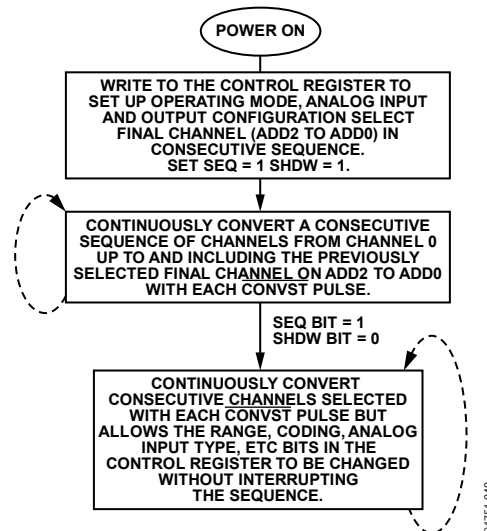 POWER ON
WRITE TO THE CONTROL REGISTER TO
SET UP OPERATING MODE, ANALOG INPUT
AND OUTPUT CONFIGURATION SELECT
FINAL CHANNEL (ADD2 TO ADD0) IN
CONSECUTIVE SEQUENCE.
SET SEQ = 1 SHDW = 1.
CONTINUOUSLY CONVERT A CONSECUTIVE
SEQUENCE OF CHANNELS FROM CHANNEL 0
UP TO AND INCLUDING THE PREVIOUSLY
SELECTED FINAL CHANNEL ON ADD2 TO ADD0
WITH EACH CONVST PULSE.
SEQ BIT = 1
SHDW BIT = 0
CONTINUOUSLY CONVERT
CONSECUTIVE CHANNELS SELECTED
WITH EACH CONVST PULSE BUT
ALLOWS THE RANGE, CODING, ANALOG
INPUT TYPE, ETC BITS IN THE
CONTROL REGISTER TO BE CHANGED
WITHOUT INTERRUPTING
THE SEQUENCE.